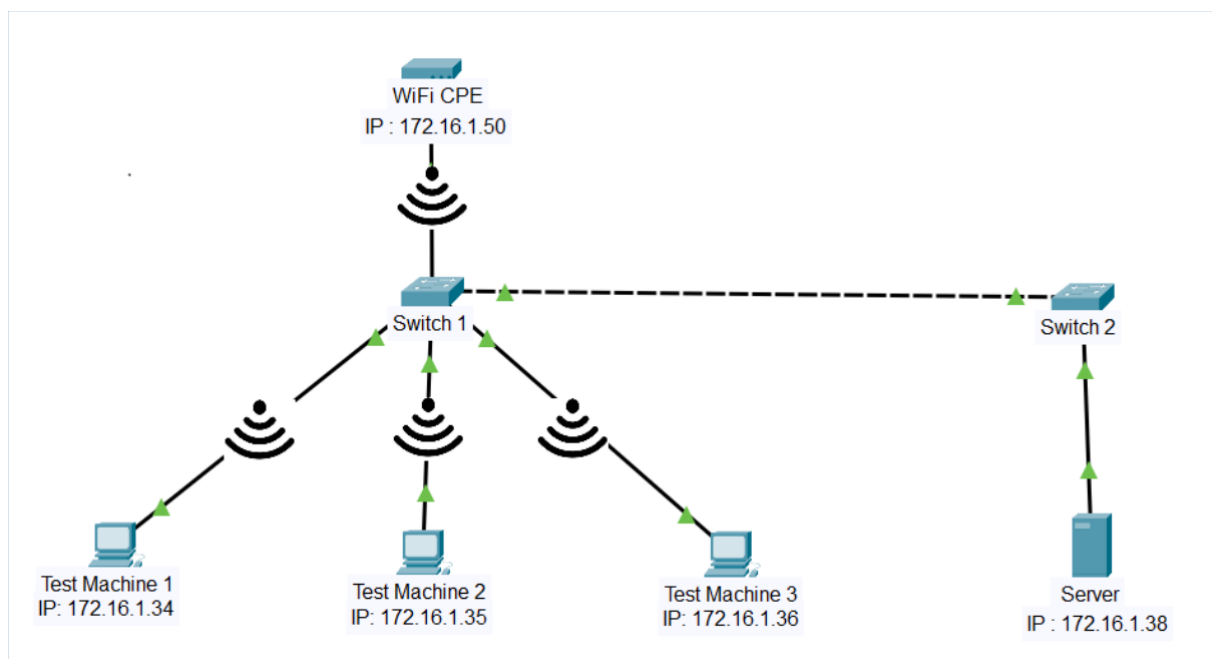 WiFi CPE
IP : 172.16.1.50
Switch 1
Switch 2
Test Machine 1
IP: 172.16.1.34
Test Machine 2
IP: 172.16.1.35
Test Machine 3
IP: 172.16.1.36
Server
IP : 172.16.1.38